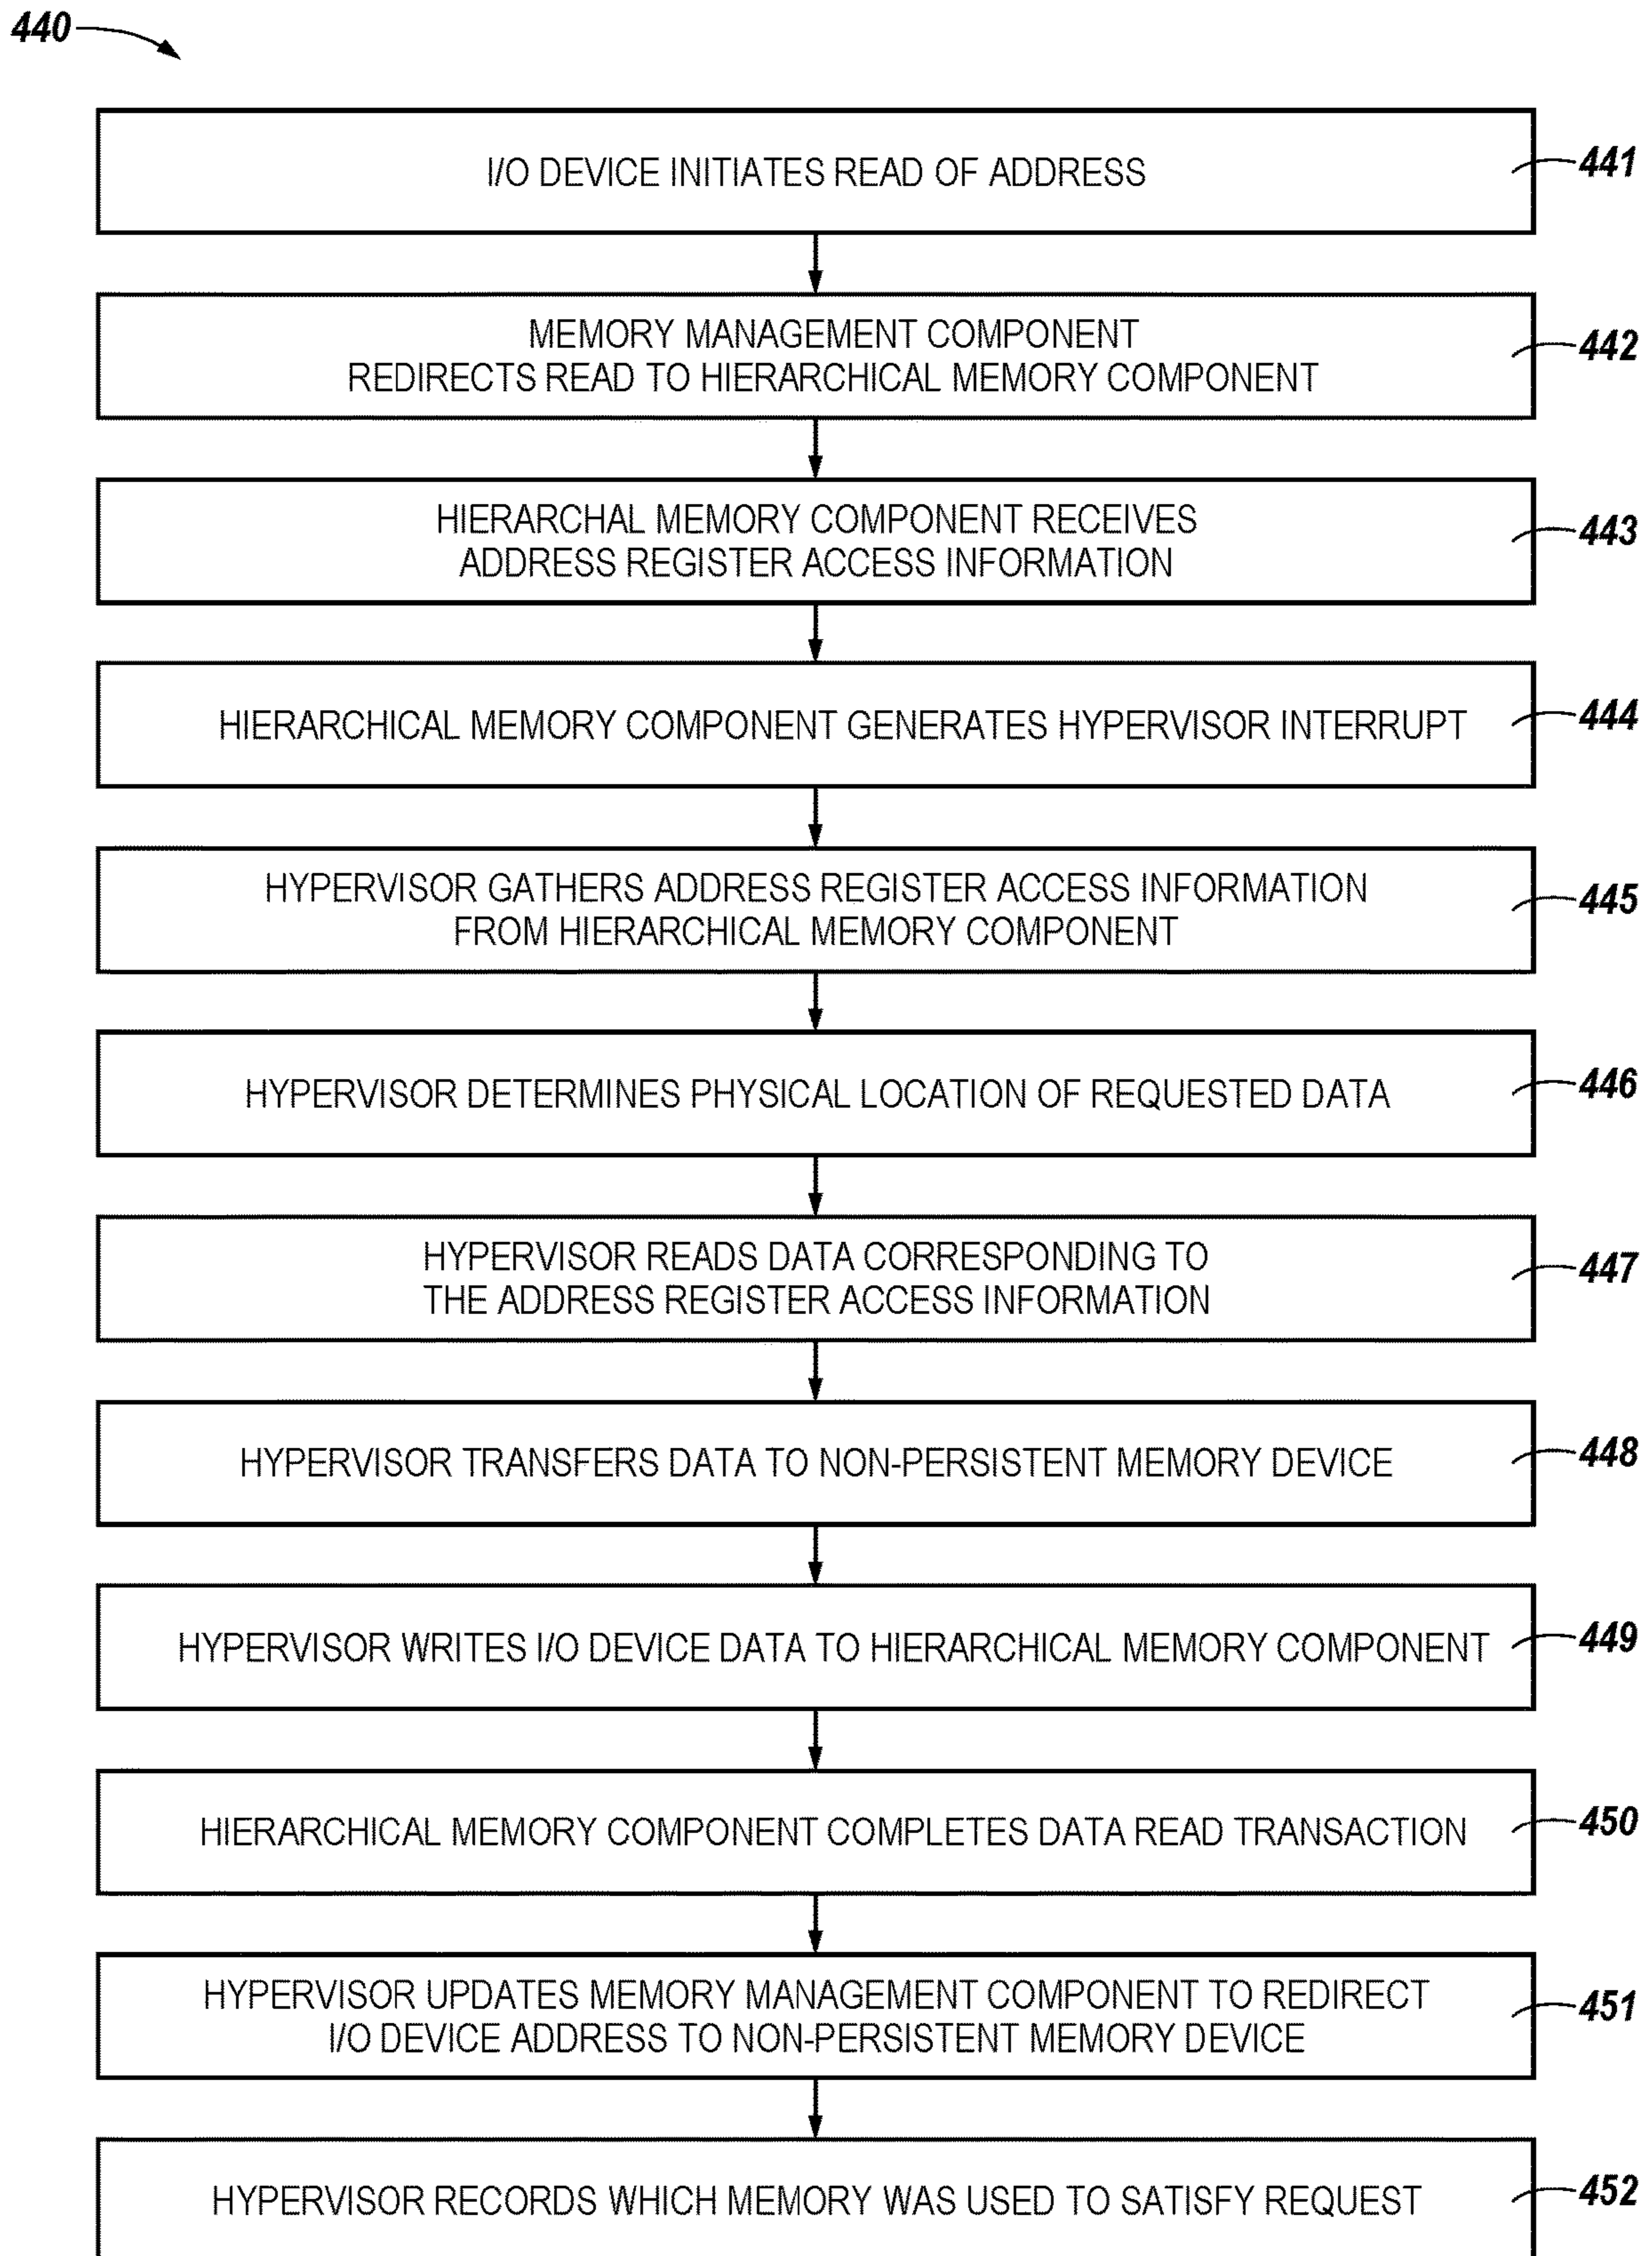 440
I/O DEVICE INITIATES READ OF ADDRESS
441
MEMORY MANAGEMENT COMPONENT
REDIRECTS READ TO HIERARCHICAL MEMORY COMPONENT
442
HIERARCHAL MEMORY COMPONENT RECEIVES
ADDRESS REGISTER ACCESS INFORMATION
443
HIERARCHICAL MEMORY COMPONENT GENERATES HYPERVISOR INTERRUPT
444
HYPERVISOR GATHERS ADDRESS REGISTER ACCESS INFORMATION
FROM HIERARCHICAL MEMORY COMPONENT
445
HYPERVISOR DETERMINES PHYSICAL LOCATION OF REQUESTED DATA
446
HYPERVISOR READS DATA CORRESPONDING TO
THE ADDRESS REGISTER ACCESS INFORMATION
447
HYPERVISOR TRANSFERS DATA TO NON-PERSISTENT MEMORY DEVICE
448
HYPERVISOR WRITES I/O DEVICE DATA TO HIERARCHICAL MEMORY COMPONENT
449
HIERARCHICAL MEMORY COMPONENT COMPLETES DATA READ TRANSACTION
450
HYPERVISOR UPDATES MEMORY MANAGEMENT COMPONENT TO REDIRECT
I/O DEVICE ADDRESS TO NON-PERSISTENT MEMORY DEVICE
451
HYPERVISOR RECORDS WHICH MEMORY WAS USED TO SATISFY REQUEST
452